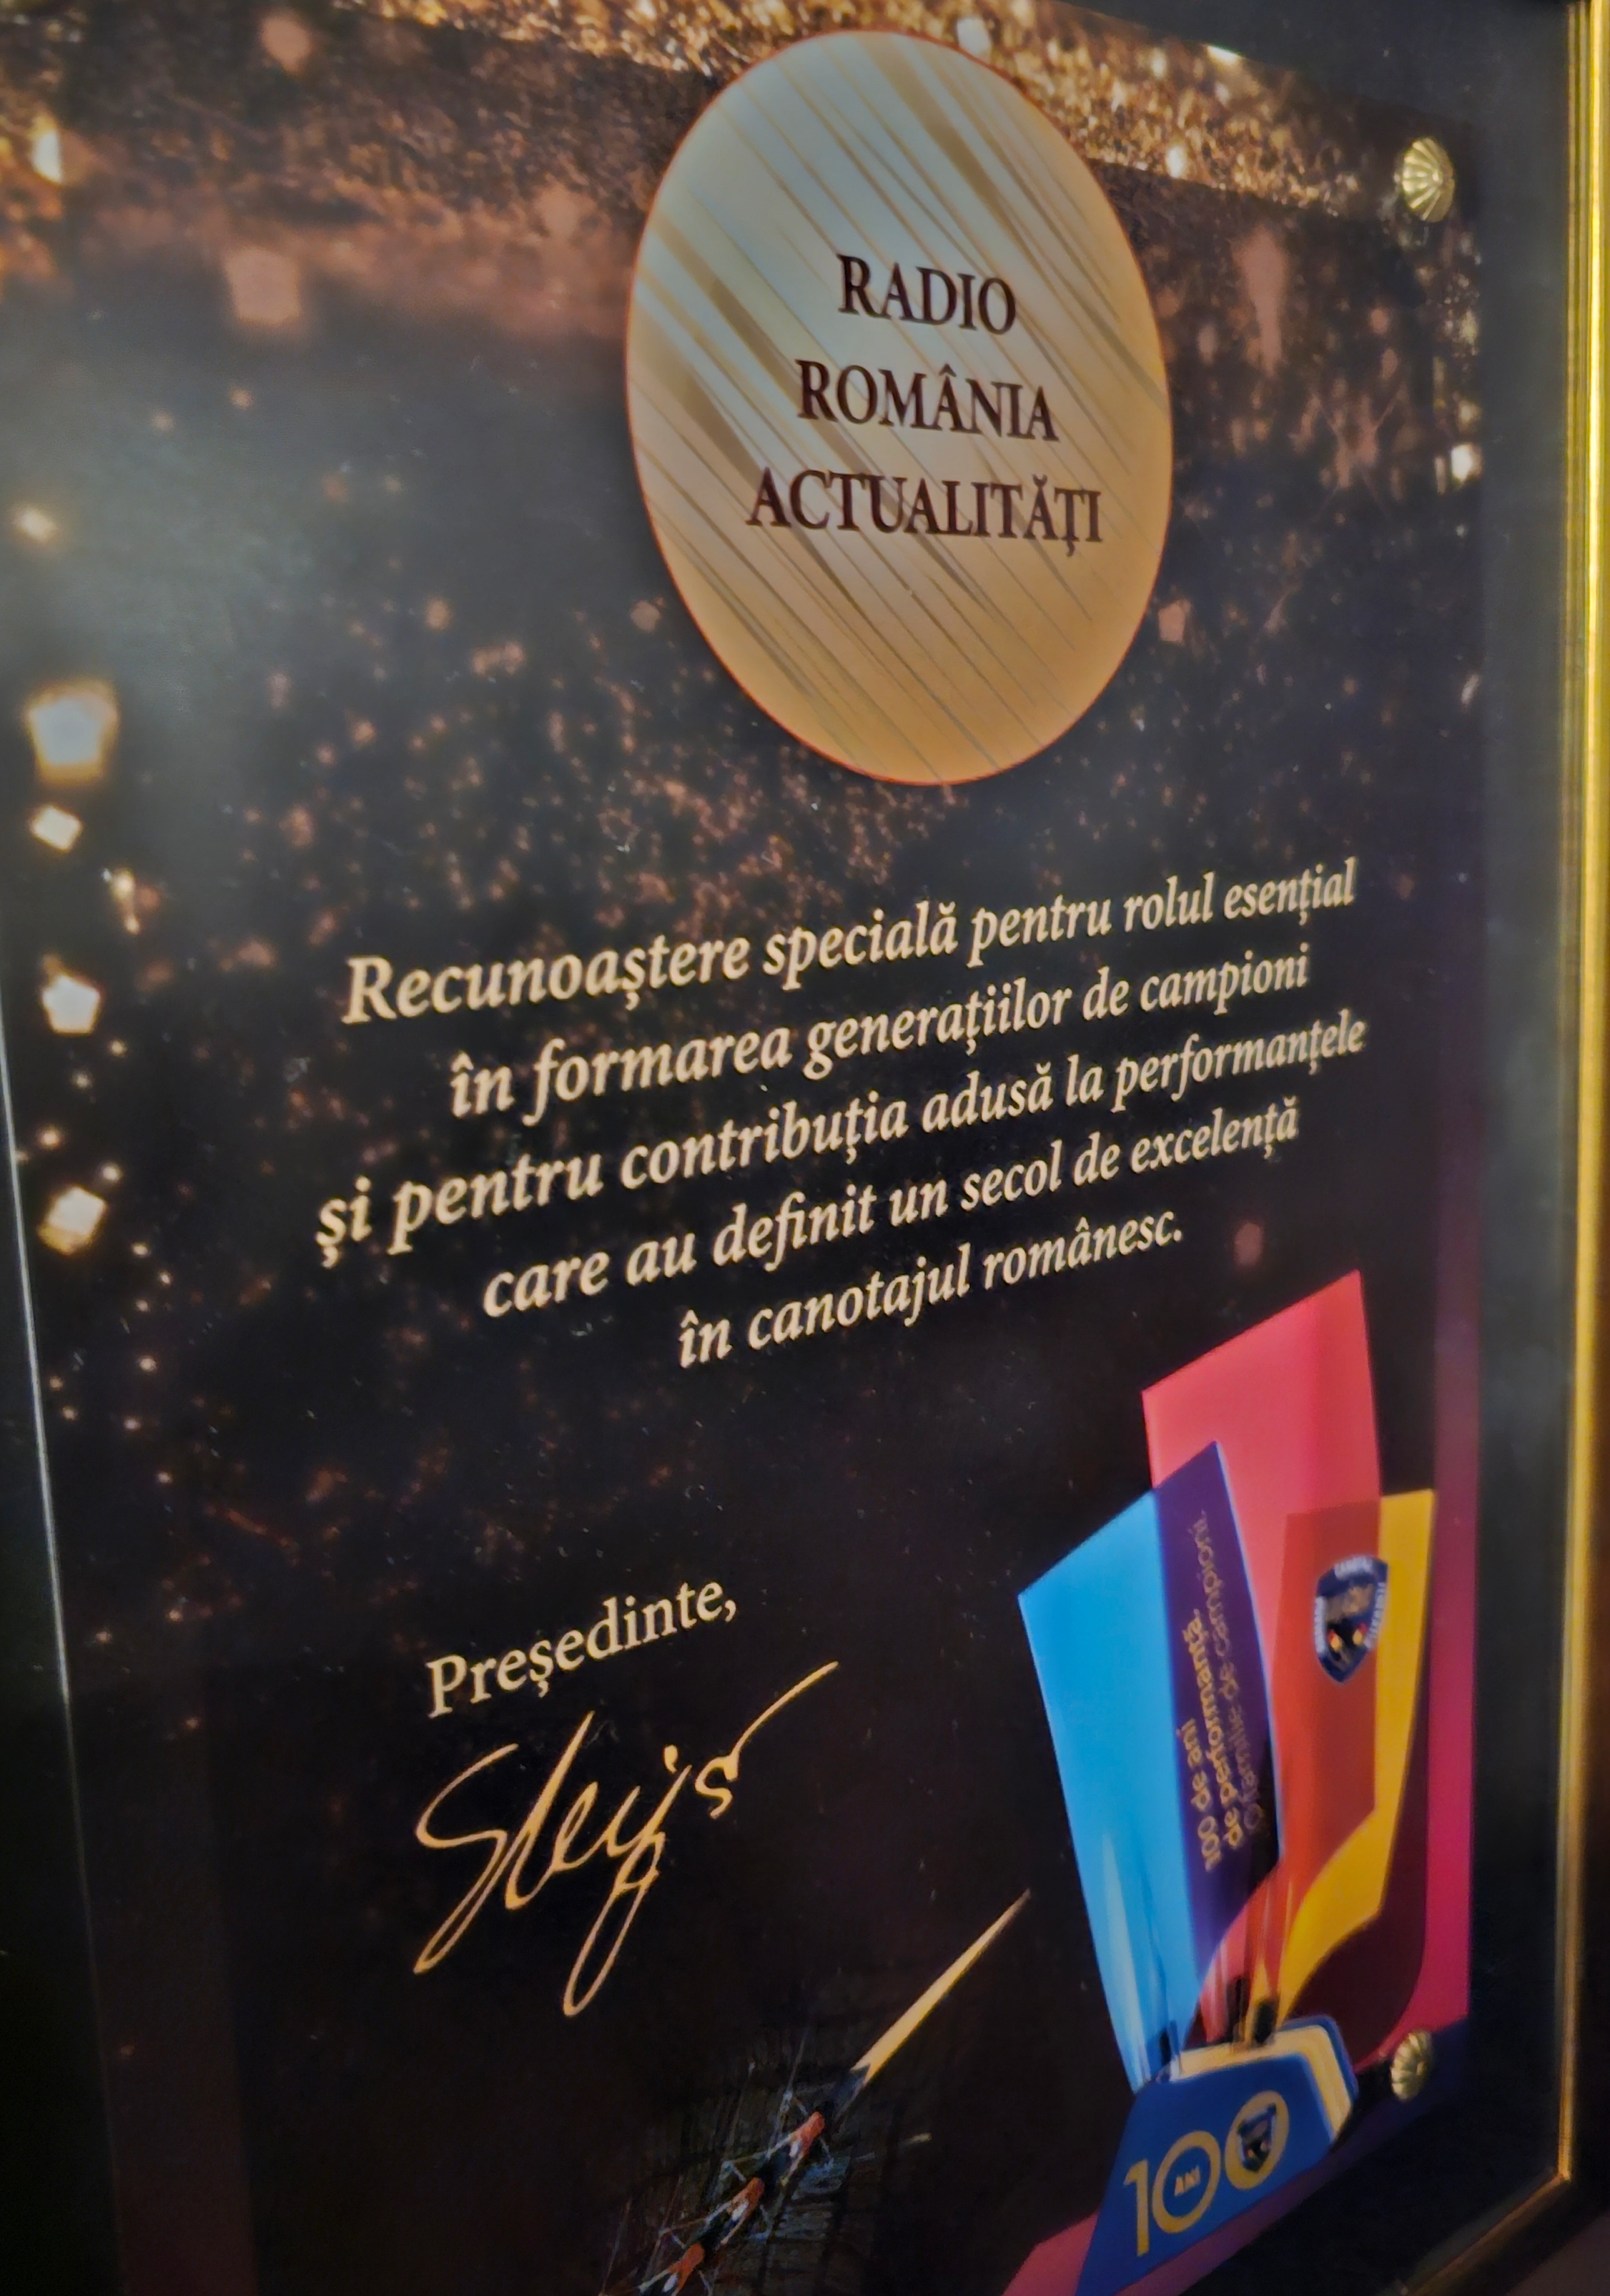 RADIO
ROMÂNIA
ACTUALITĂȚI
Recunoaștere specială pentru rolul esențial
în formarea generațiilor de campioni
și pentru contribuția adusă la performanțele
care au definit un secol de excelență
în canotajul românesc.
Președinte,
100 de ani
de performanță.
O familie de campioni.
100
ANI